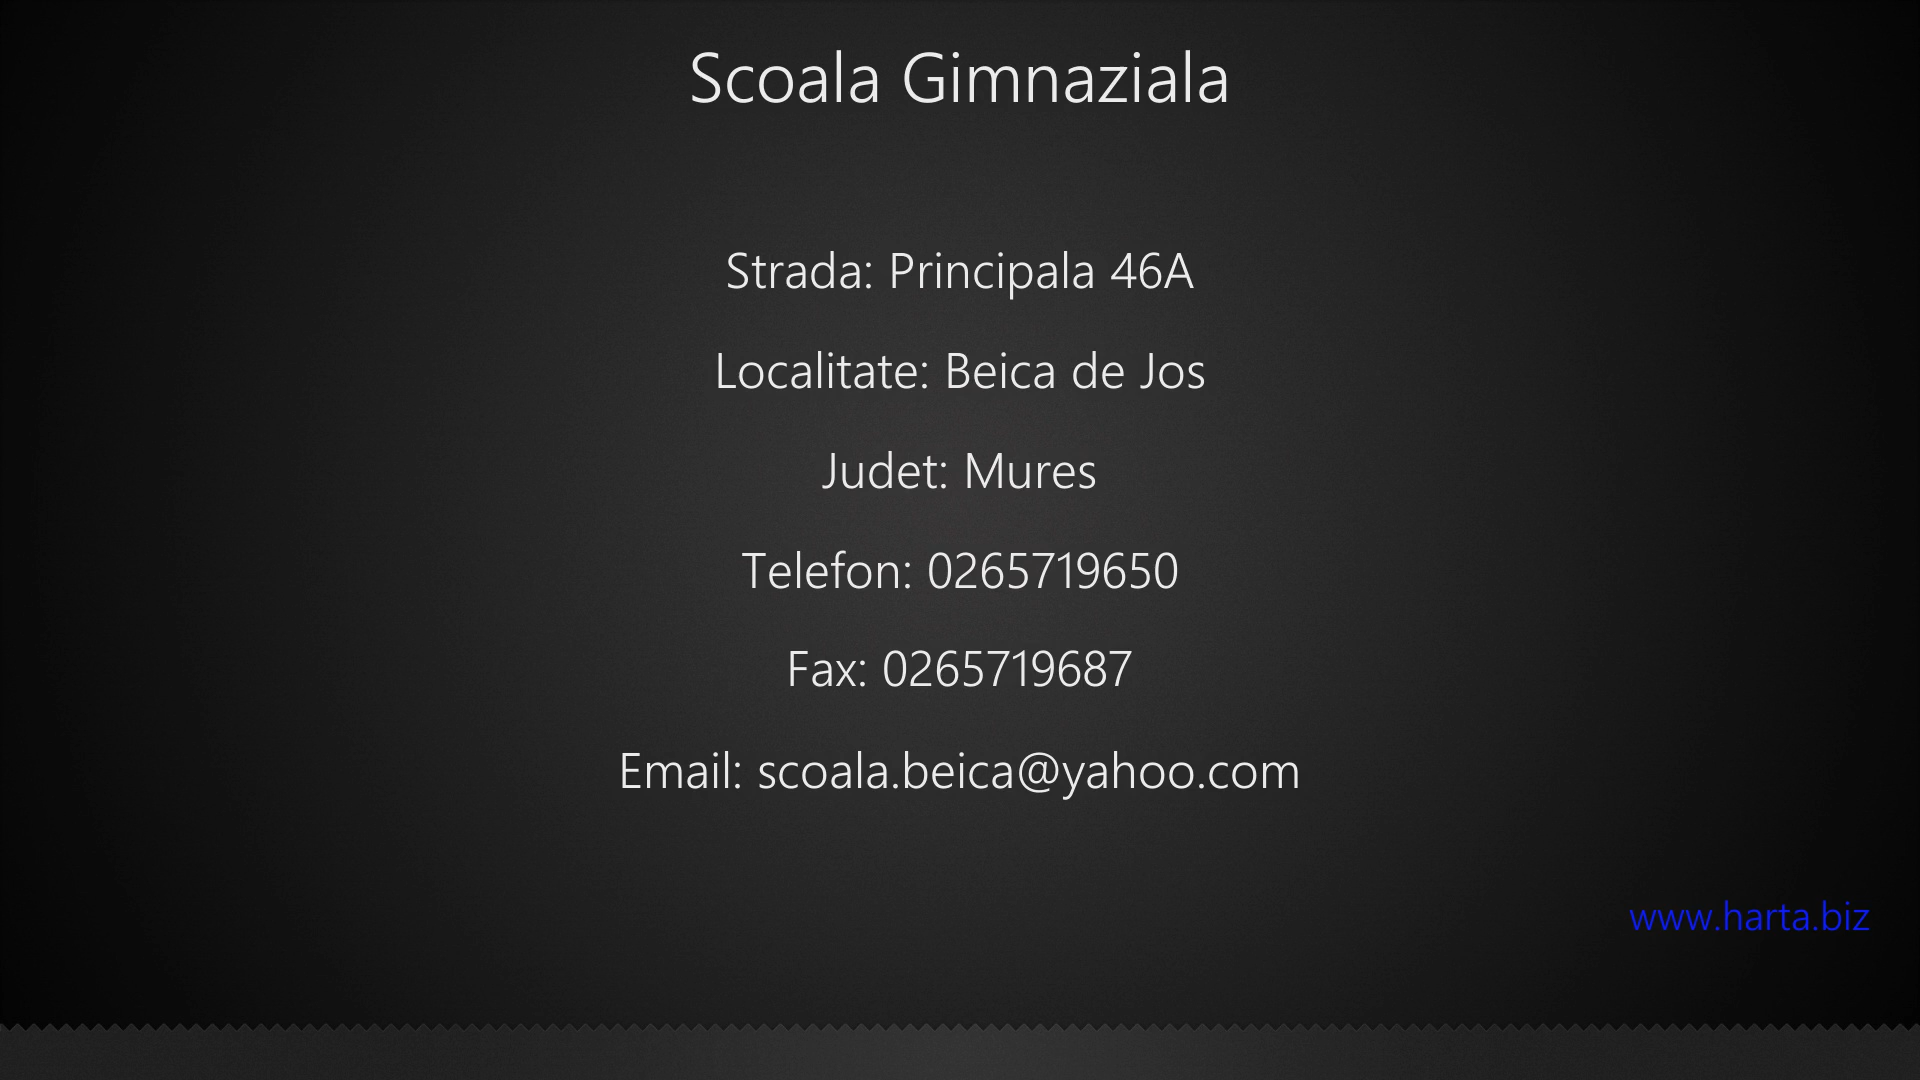 Scoala Gimnaziala
Strada: Principala 46A
Localitate: Beica de Jos
Judet: Mures
Telefon: 0265719650
Fax: 0265719687
Email: scoala.beica@yahoo.com
www.harta.biz